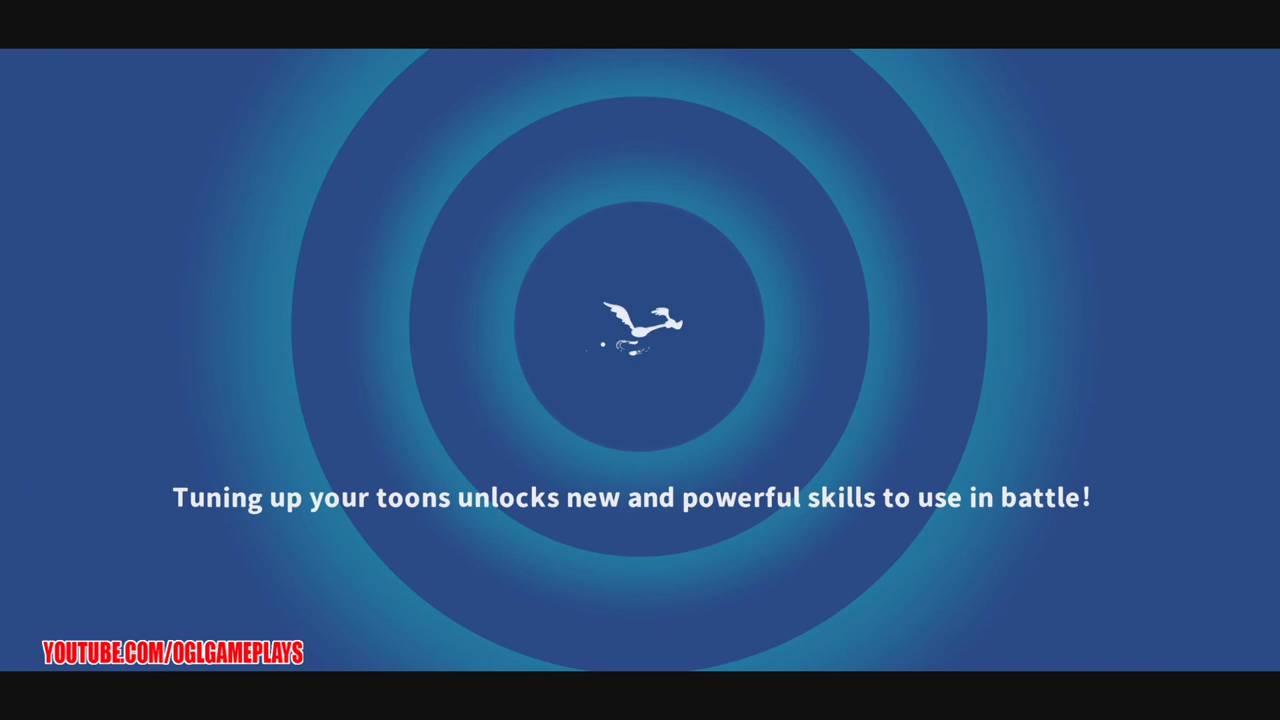 Tuning up your toons unlocks new and powerful skills to use in battle!
YOUTUBE.COM/OGLGAMEPLAYS